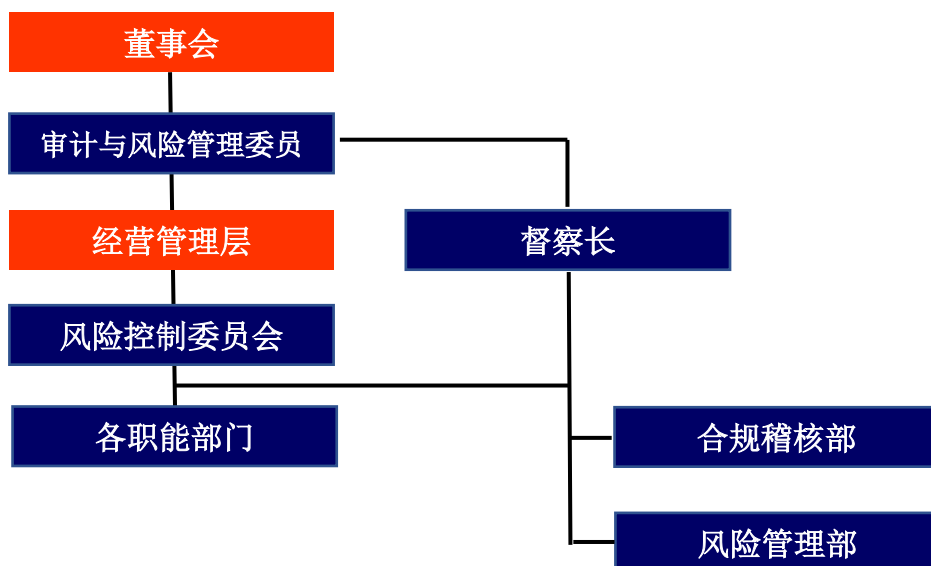 董事会
审计与风险管理委员
经营管理层
督察长
风险控制委员会
各职能部门
合规稽核部
风险管理部